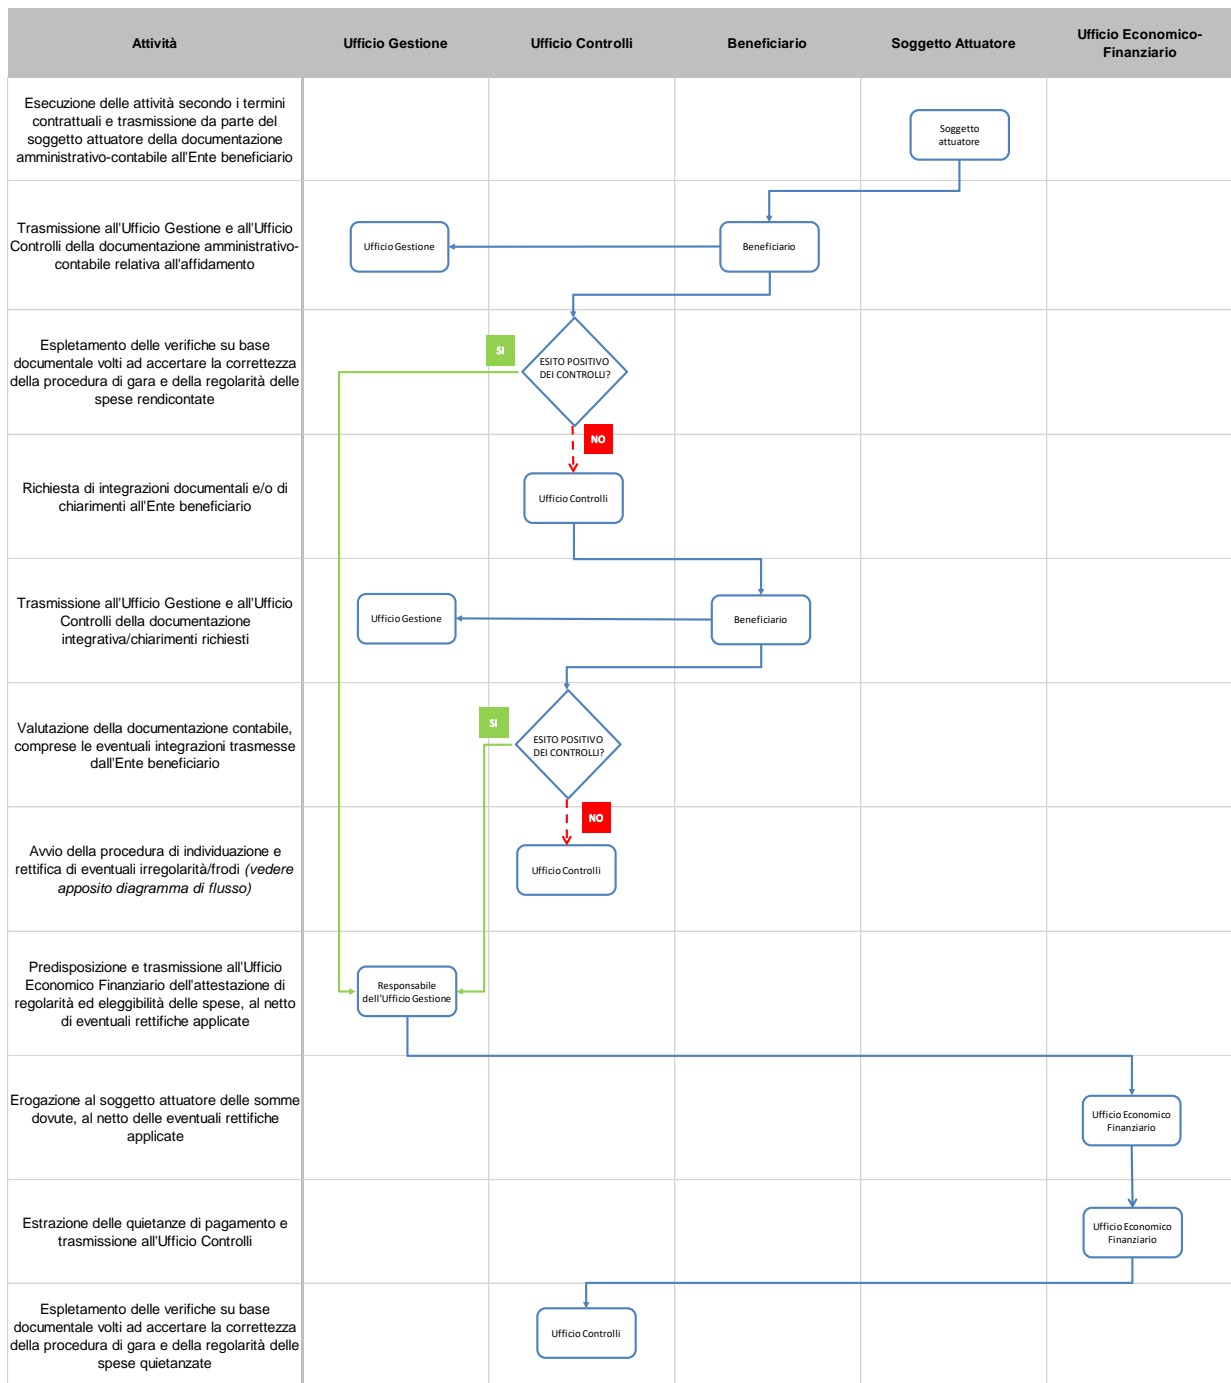 Attività
Ufficio Gestione
Ufficio Controlli
Beneficiario
Soggetto Attuatore
Ufficio Economico-
Finanziario
Esecuzione delle attività secondo i termini
contrattuali e trasmissione da parte del
soggetto attuatore della documentazione
amministrativo-contabile all'Ente beneficiario
Soggetto
attuatore
Trasmissione all'Ufficio Gestione e all'Ufficio
Controlli della documentazione amministrativo-
contabile relativa all'affidamento
Ufficio Gestione
Beneficiario
Espletamento delle verifiche su base
documentale volti ad accertare la correttezza
della procedura di gara e della regolarità delle
spese rendicontate
SI
ESITO POSITIVO
DEI CONTROLLI?
NO
Richiesta di integrazioni documentali e/o di
chiarimenti all'Ente beneficiario
Ufficio Controlli
Trasmissione all'Ufficio Gestione e all'Ufficio
Controlli della documentazione
integrativa/chiarimenti richiesti
Ufficio Gestione
Beneficiario
Valutazione della documentazione contabile,
comprese le eventuali integrazioni trasmesse
dall'Ente beneficiario
SI
ESITO POSITIVO
DEI CONTROLLI?
NO
Avvio della procedura di individuazione e
rettifica di eventuali irregolarità/frodi (vedere
apposito diagramma di flusso)
Ufficio Controlli
Predisposizione e trasmissione all'Ufficio
Economico Finanziario dell'attestazione di
regolarità ed eleggibilità delle spese, al netto
di eventuali rettifiche applicate
Responsabile
dell'Ufficio Gestione
Erogazione al soggetto attuatore delle somme
dovute, al netto delle eventuali rettifiche
applicate
Ufficio Economico
Finanziario
Estrazione delle quietanze di pagamento e
trasmissione all'Ufficio Controlli
Ufficio Economico
Finanziario
Espletamento delle verifiche su base
documentale volti ad accertare la correttezza
della procedura di gara e della regolarità delle
spese quietanzate
Ufficio Controlli